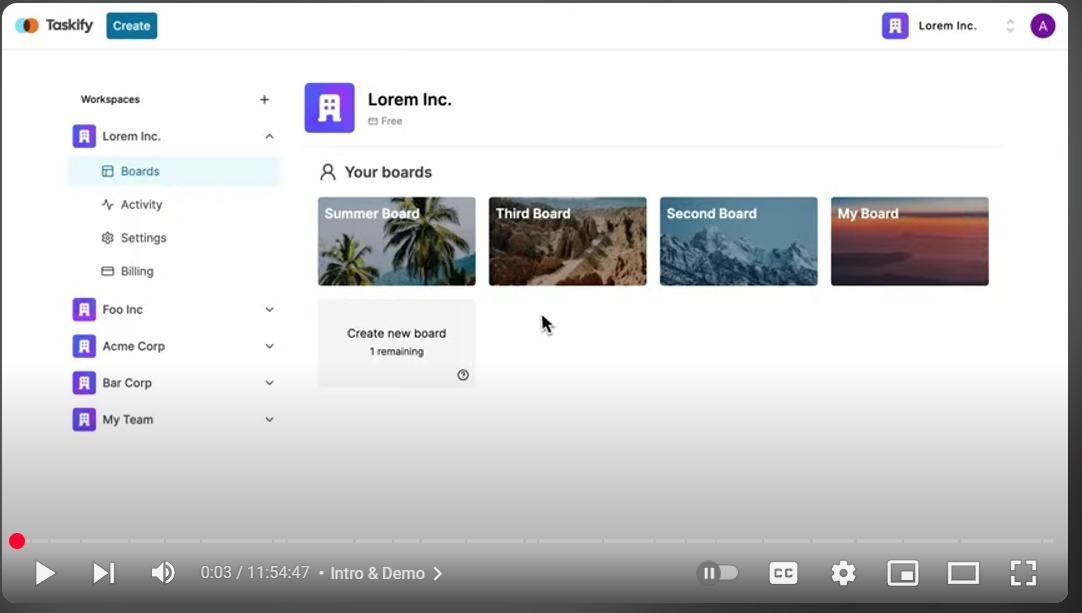 Taskify
Create
Lorem Inc.
A
Workspaces
+
Lorem Inc.
Boards
Activity
Settings
Billing
Foo Inc
Acme Corp
Bar Corp
My Team
Lorem Inc.
Free
Your boards
Summer Board
Third Board
Second Board
My Board
Create new board
1 remaining
0:03 / 11:54:47 • Intro & Demo
CC